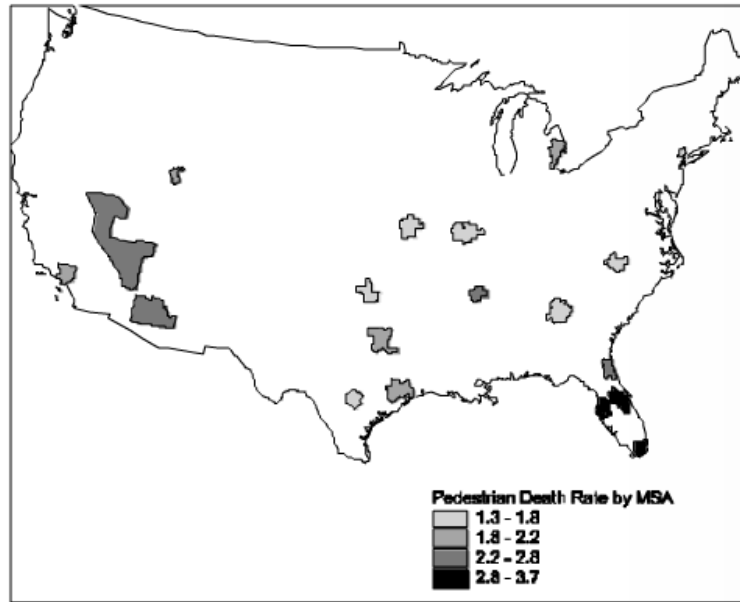 Pedestrian Death Rate by MSA
1.3 - 1.8
1.8 - 2.2
2.2 - 2.8
2.8 - 3.7